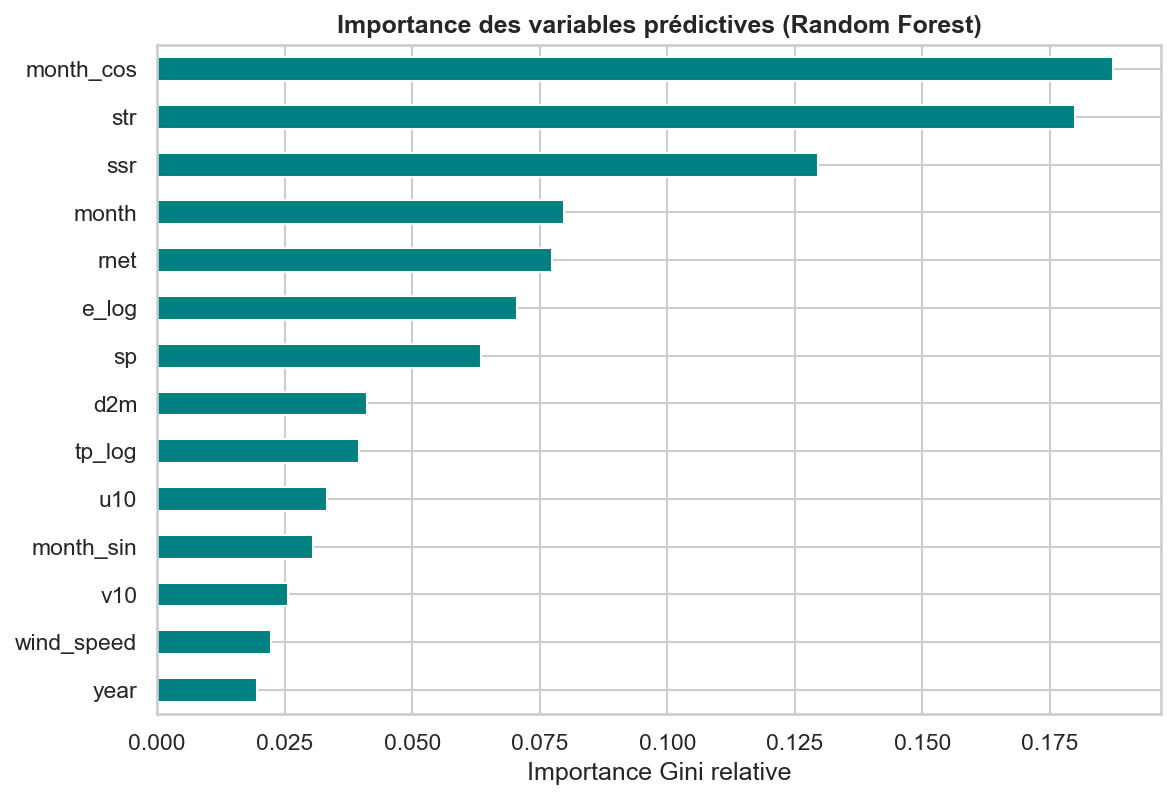 Importance des variables prédictives (Random Forest)
month_cos
str
ssr
month
rnet
e_log
sp
d2m
tp_log
u10
month_sin
v10
wind_speed
year
0.000 0.025 0.050 0.075 0.100 0.125 0.150 0.175
Importance Gini relative